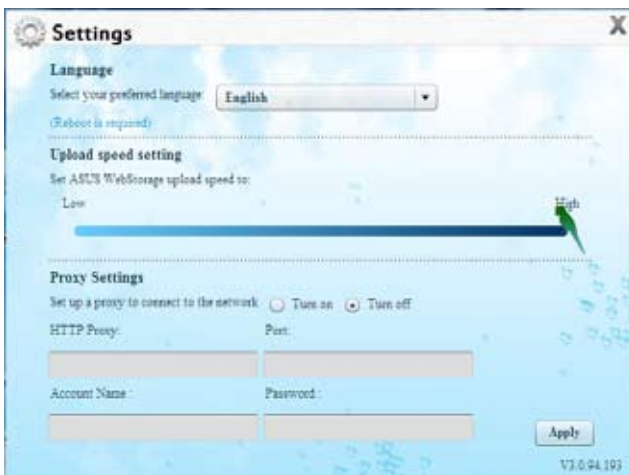 Settings
X
Language
Select your preferred language:
English
(Reboot is required)
Upload speed setting
Set ASUS WebStorage upload speed to:
Low
High
Proxy Settings
Set up a proxy to connect to the network
Turn on
Turn off
HTTP Proxy:
Port:
Account Name :
Password :
Apply
V3.0.94.193